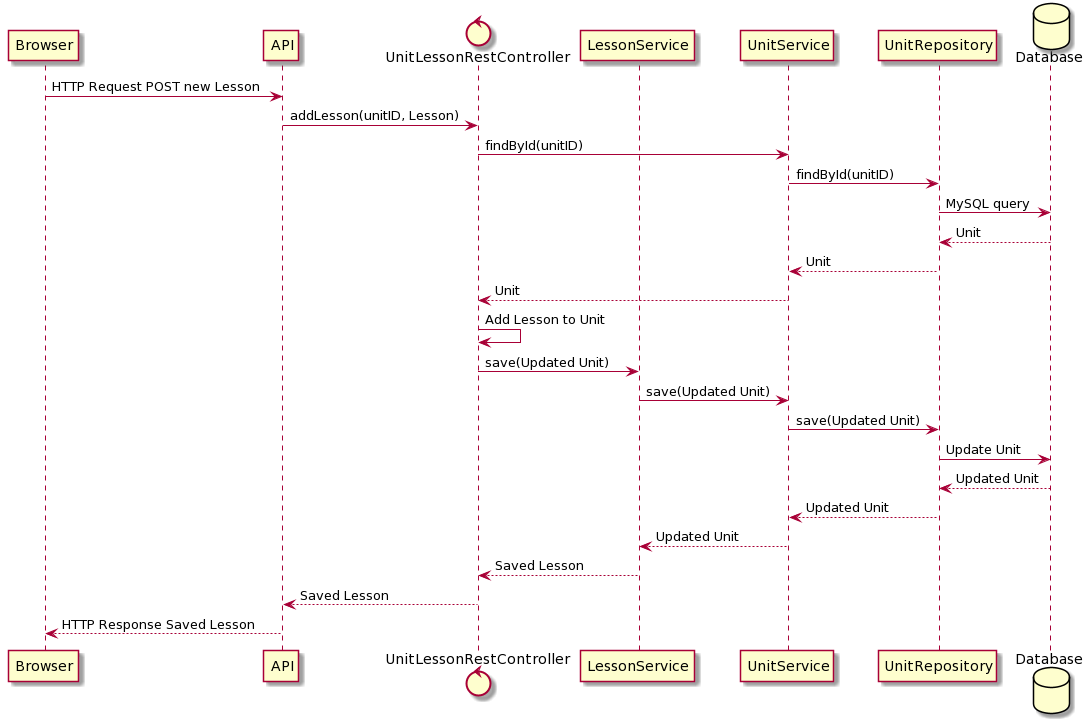 Browser
API
UnitLessonRestController
LessonService
UnitService
UnitRepository
Database
HTTP Request POST new Lesson
addLesson(unitID, Lesson)
findById(unitID)
findById(unitID)
MySQL query
Unit
Unit
Unit
Add Lesson to Unit
save(Updated Unit)
save(Updated Unit)
save(Updated Unit)
Update Unit
Updated Unit
Updated Unit
Updated Unit
Saved Lesson
Saved Lesson
HTTP Response Saved Lesson
Browser
API
UnitLessonRestController
LessonService
UnitService
UnitRepository
Database